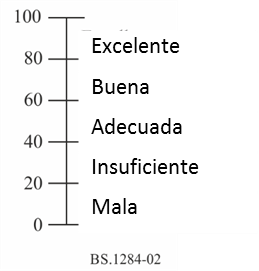 100
Excelente
80
Buena
60
Adecuada
40
Insuficiente
20
Mala
0
BS.1284-02